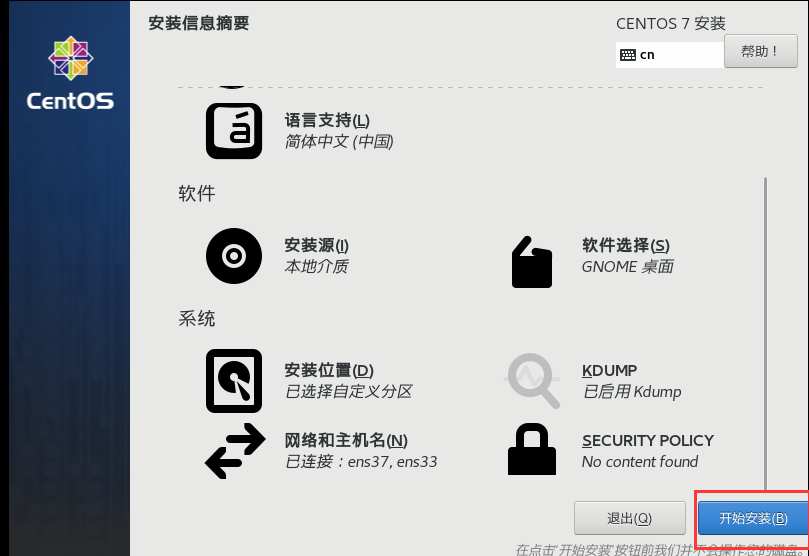 安装信息摘要
CENTOS 7 安装
cn
帮助！
CentOS
语言支持(L)
简体中文 (中国)
软件
安装源(I)
本地介质
软件选择(S)
GNOME 桌面
系统
安装位置(D)
已选择自定义分区
KDUMP
已启用 Kdump
网络和主机名(N)
已连接：ens37, ens33
SECURITY POLICY
No content found
退出(Q)
开始安装(B)
在点击'开始安装'按钮前我们并不会操作您的磁盘。